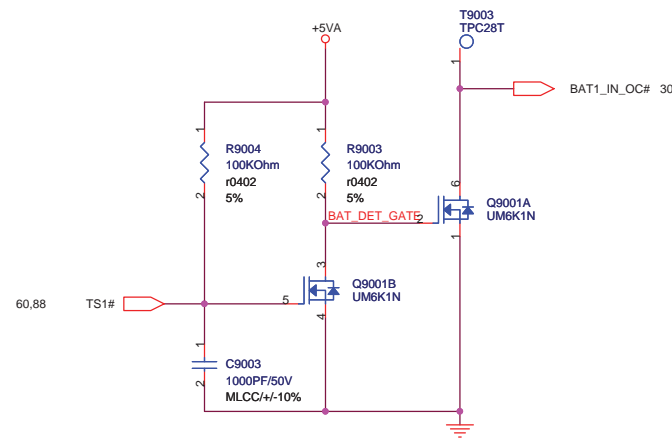 T9003
TPC28T
+5VA
1
BAT1_IN_OC# 30
1
R9004
100KOhm
r0402
5%
2
1
R9003
100KOhm
r0402
5%
2
6
Q9001A
UM6K1N
BAT_DET_GATE 2
1
3
Q9001B
UM6K1N
60,88 TS1# 5
4
1
C9003
1000PF/50V
MLCC/+/-10%
2